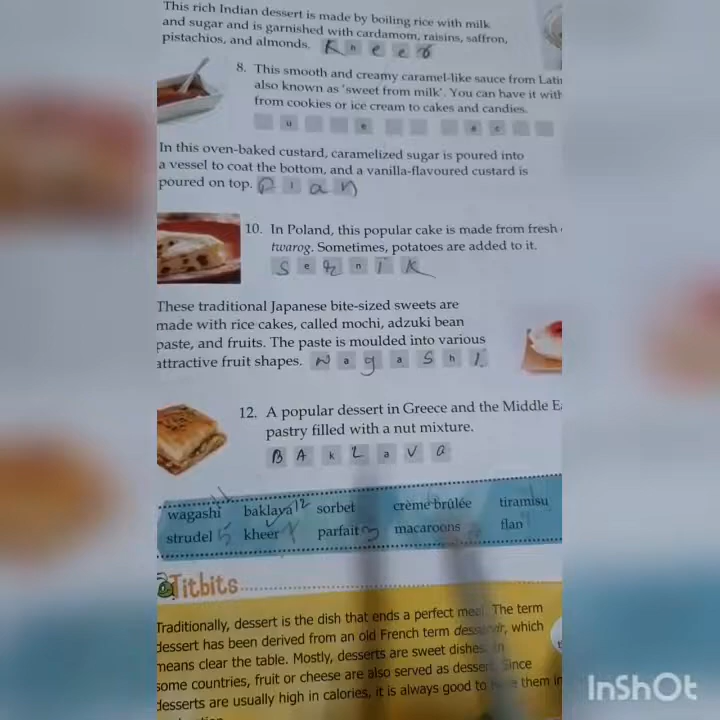 This rich Indian dessert is made by boiling rice with milk
and sugar and is garnished with cardamom, raisins, saffron,
pistachios, and almonds. K h e e r
8. This smooth and creamy caramel-like sauce from Lati
also known as 'sweet from milk'. You can have it with
from cookies or ice cream to cakes and candies.
u e e c
In this oven-baked custard, caramelized sugar is poured into
a vessel to coat the bottom, and a vanilla-flavoured custard is
poured on top. l a n
10. In Poland, this popular cake is made from fresh
twarog. Sometimes, potatoes are added to it.
S e n i K
These traditional Japanese bite-sized sweets are
made with rice cakes, called mochi, adzuki bean
paste, and fruits. The paste is moulded into various
attractive fruit shapes. w a g a S h i
12. A popular dessert in Greece and the Middle Ea
pastry filled with a nut mixture.
B A k L a V a
wagashi baklava 12 sorbet crème brûlée tiramisu
strudel 5 kheer parfait macaroons flan
Titbits
Traditionally, dessert is the dish that ends a perfect meal. The term
dessert has been derived from an old French term desservir, which
means clear the table. Mostly, desserts are sweet dishes. In
some countries, fruit or cheese are also served as dessert. Since
desserts are usually high in calories, it is always good to have them in
InShOt